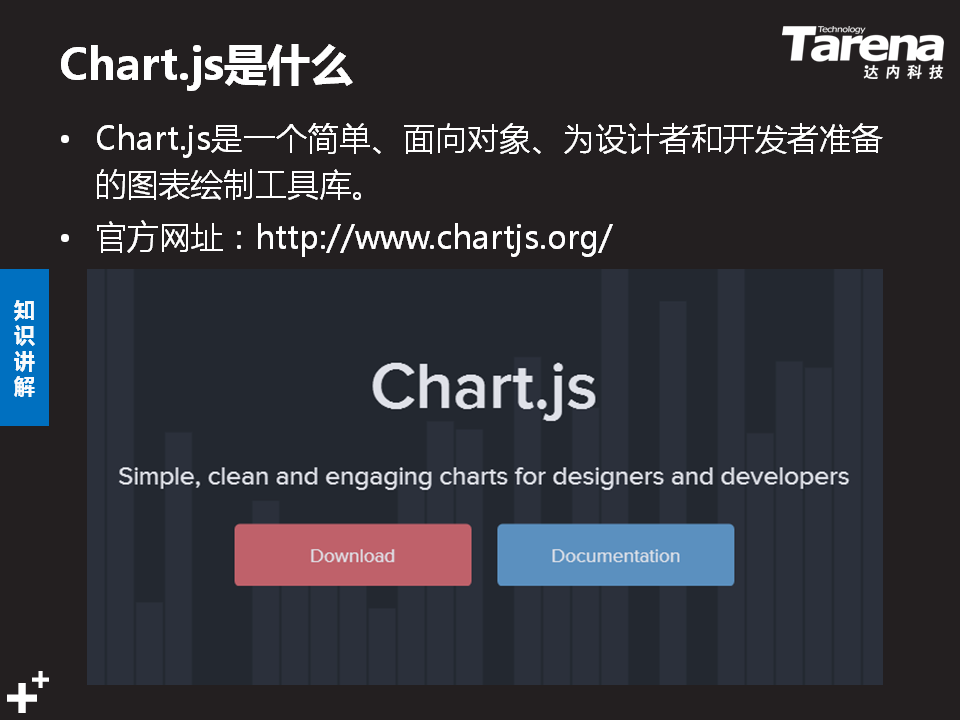 Chart.js是什么
Technology
Tarena
达内科技
• Chart.js是一个简单、面向对象、为设计者和开发者准备
的图表绘制工具库。
• 官方网址：http://www.chartjs.org/
知
识
讲
解
Chart.js
Simple, clean and engaging charts for designers and developers
Download
Documentation